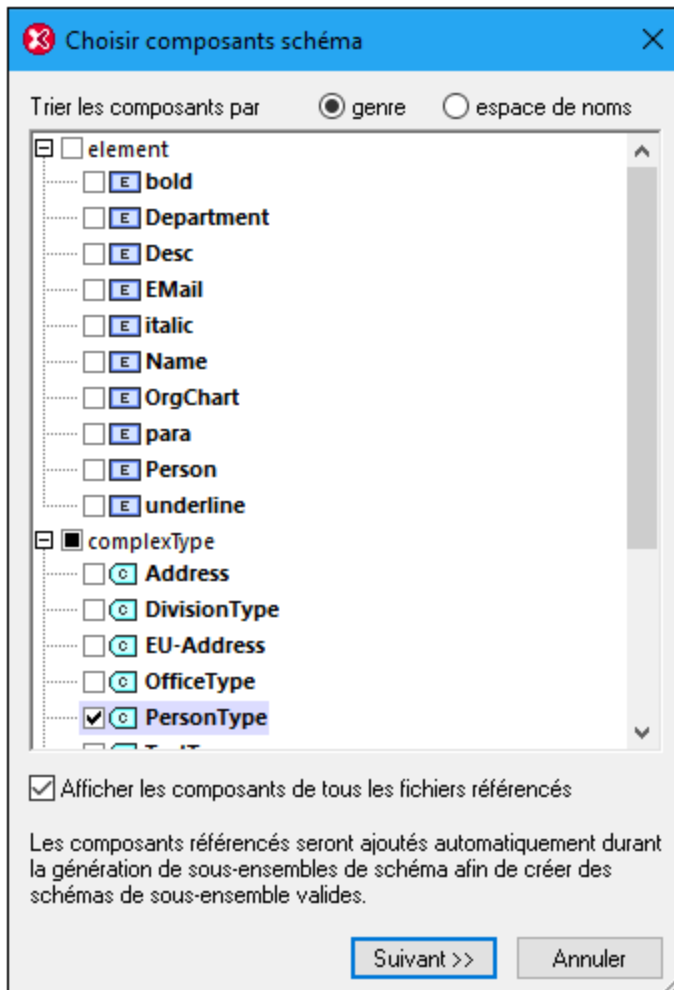 Choisir composants schéma
Trier les composants par genre espace de noms
element
E bold
E Department
E Desc
E EMail
E italic
E Name
E OrgChart
E para
E Person
E underline
complexType
C Address
C DivisionType
C EU-Address
C OfficeType
C PersonType
Afficher les composants de tous les fichiers référencés
Les composants référencés seront ajoutés automatiquement durant
la génération de sous-ensembles de schéma afin de créer des
schémas de sous-ensemble valides.
Suivant >> Annuler